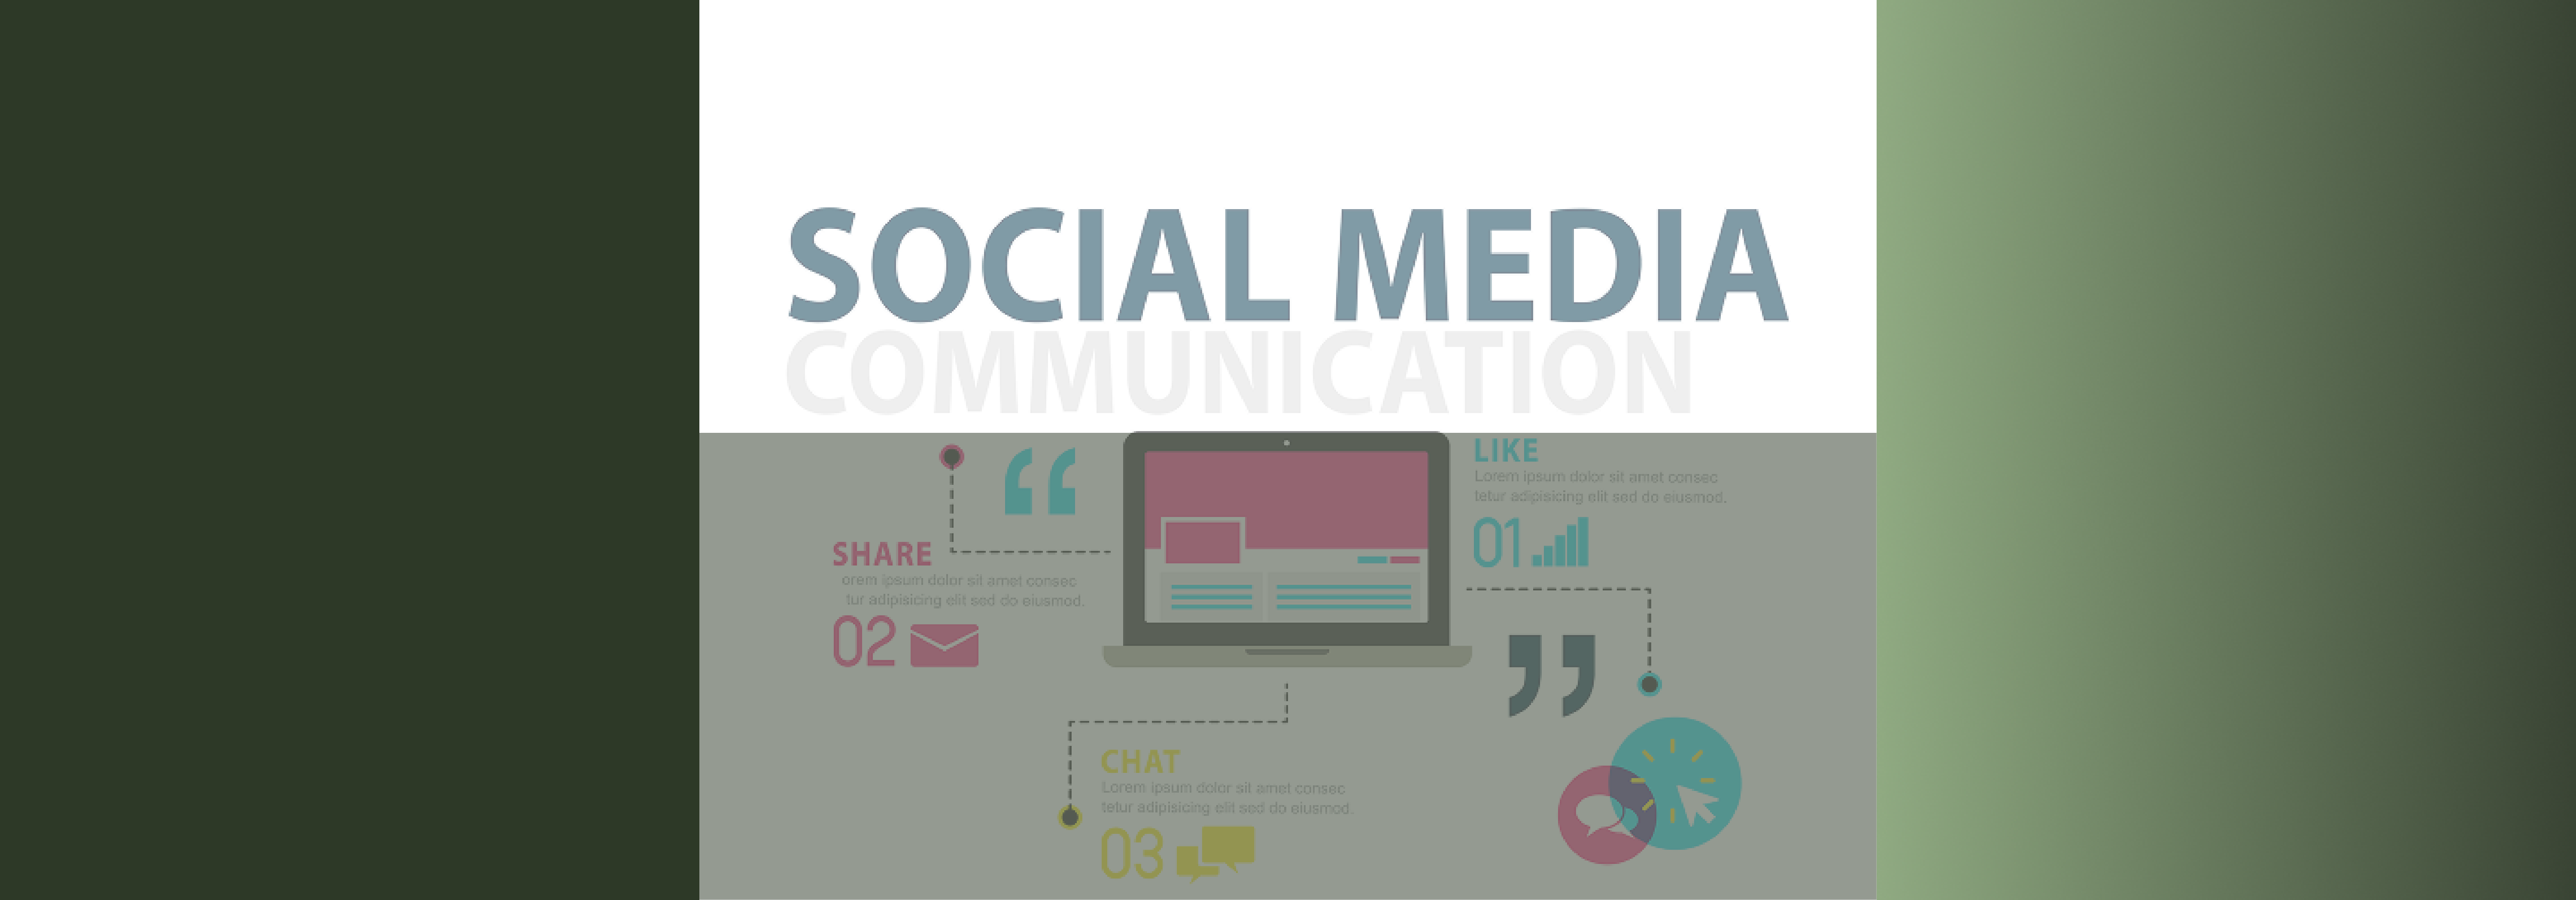 SOCIAL MEDIA
COMMUNICATION
LIKE
Lorem ipsum dolor sit amet consec
tetur adipisicing elit sed do eiusmod.
01
SHARE
orem ipsum dolor sit amet consec
tur adipisicing elit sed do eiusmod.
02
CHAT
Lorem ipsum dolor sit amet consec
tetur adipisicing elit sed do eiusmod.
03